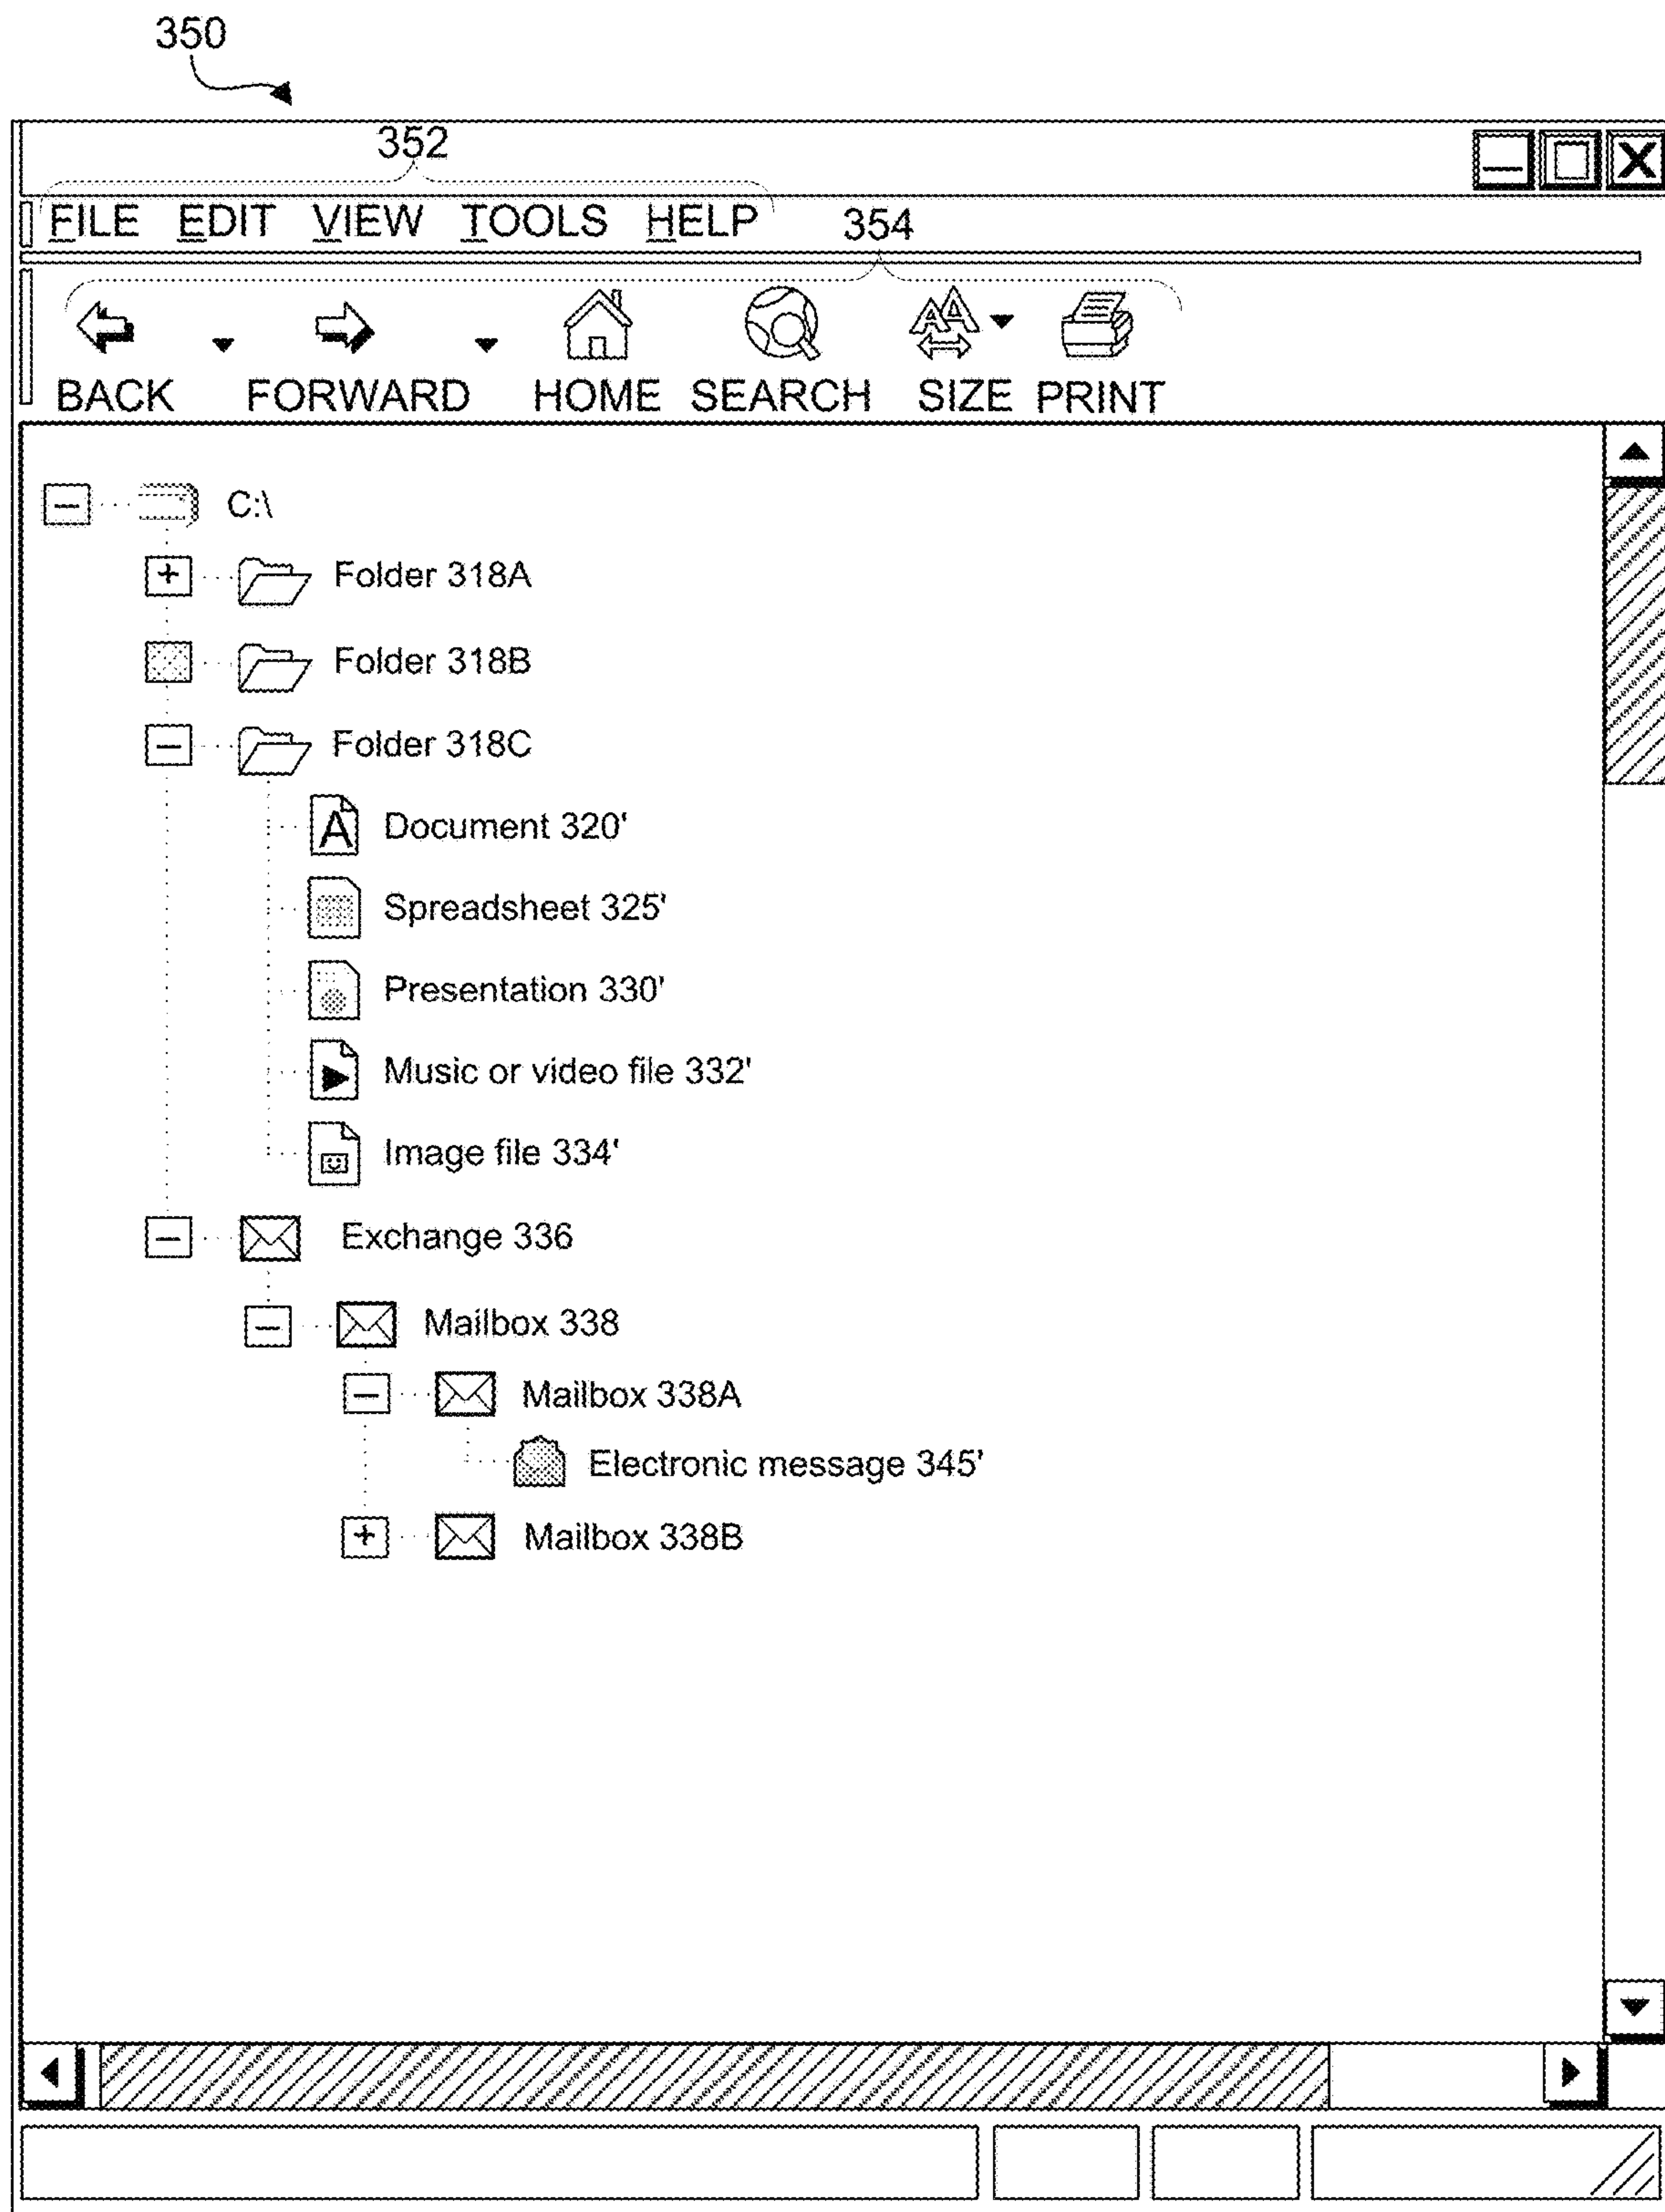 350
352
FILE EDIT VIEW TOOLS HELP 354
BACK FORWARD HOME SEARCH SIZE PRINT
C:\
Folder 318A
Folder 318B
Folder 318C
A Document 320'
Spreadsheet 325'
Presentation 330'
Music or video file 332'
Image file 334'
Exchange 336
Mailbox 338
Mailbox 338A
Electronic message 345'
Mailbox 338B